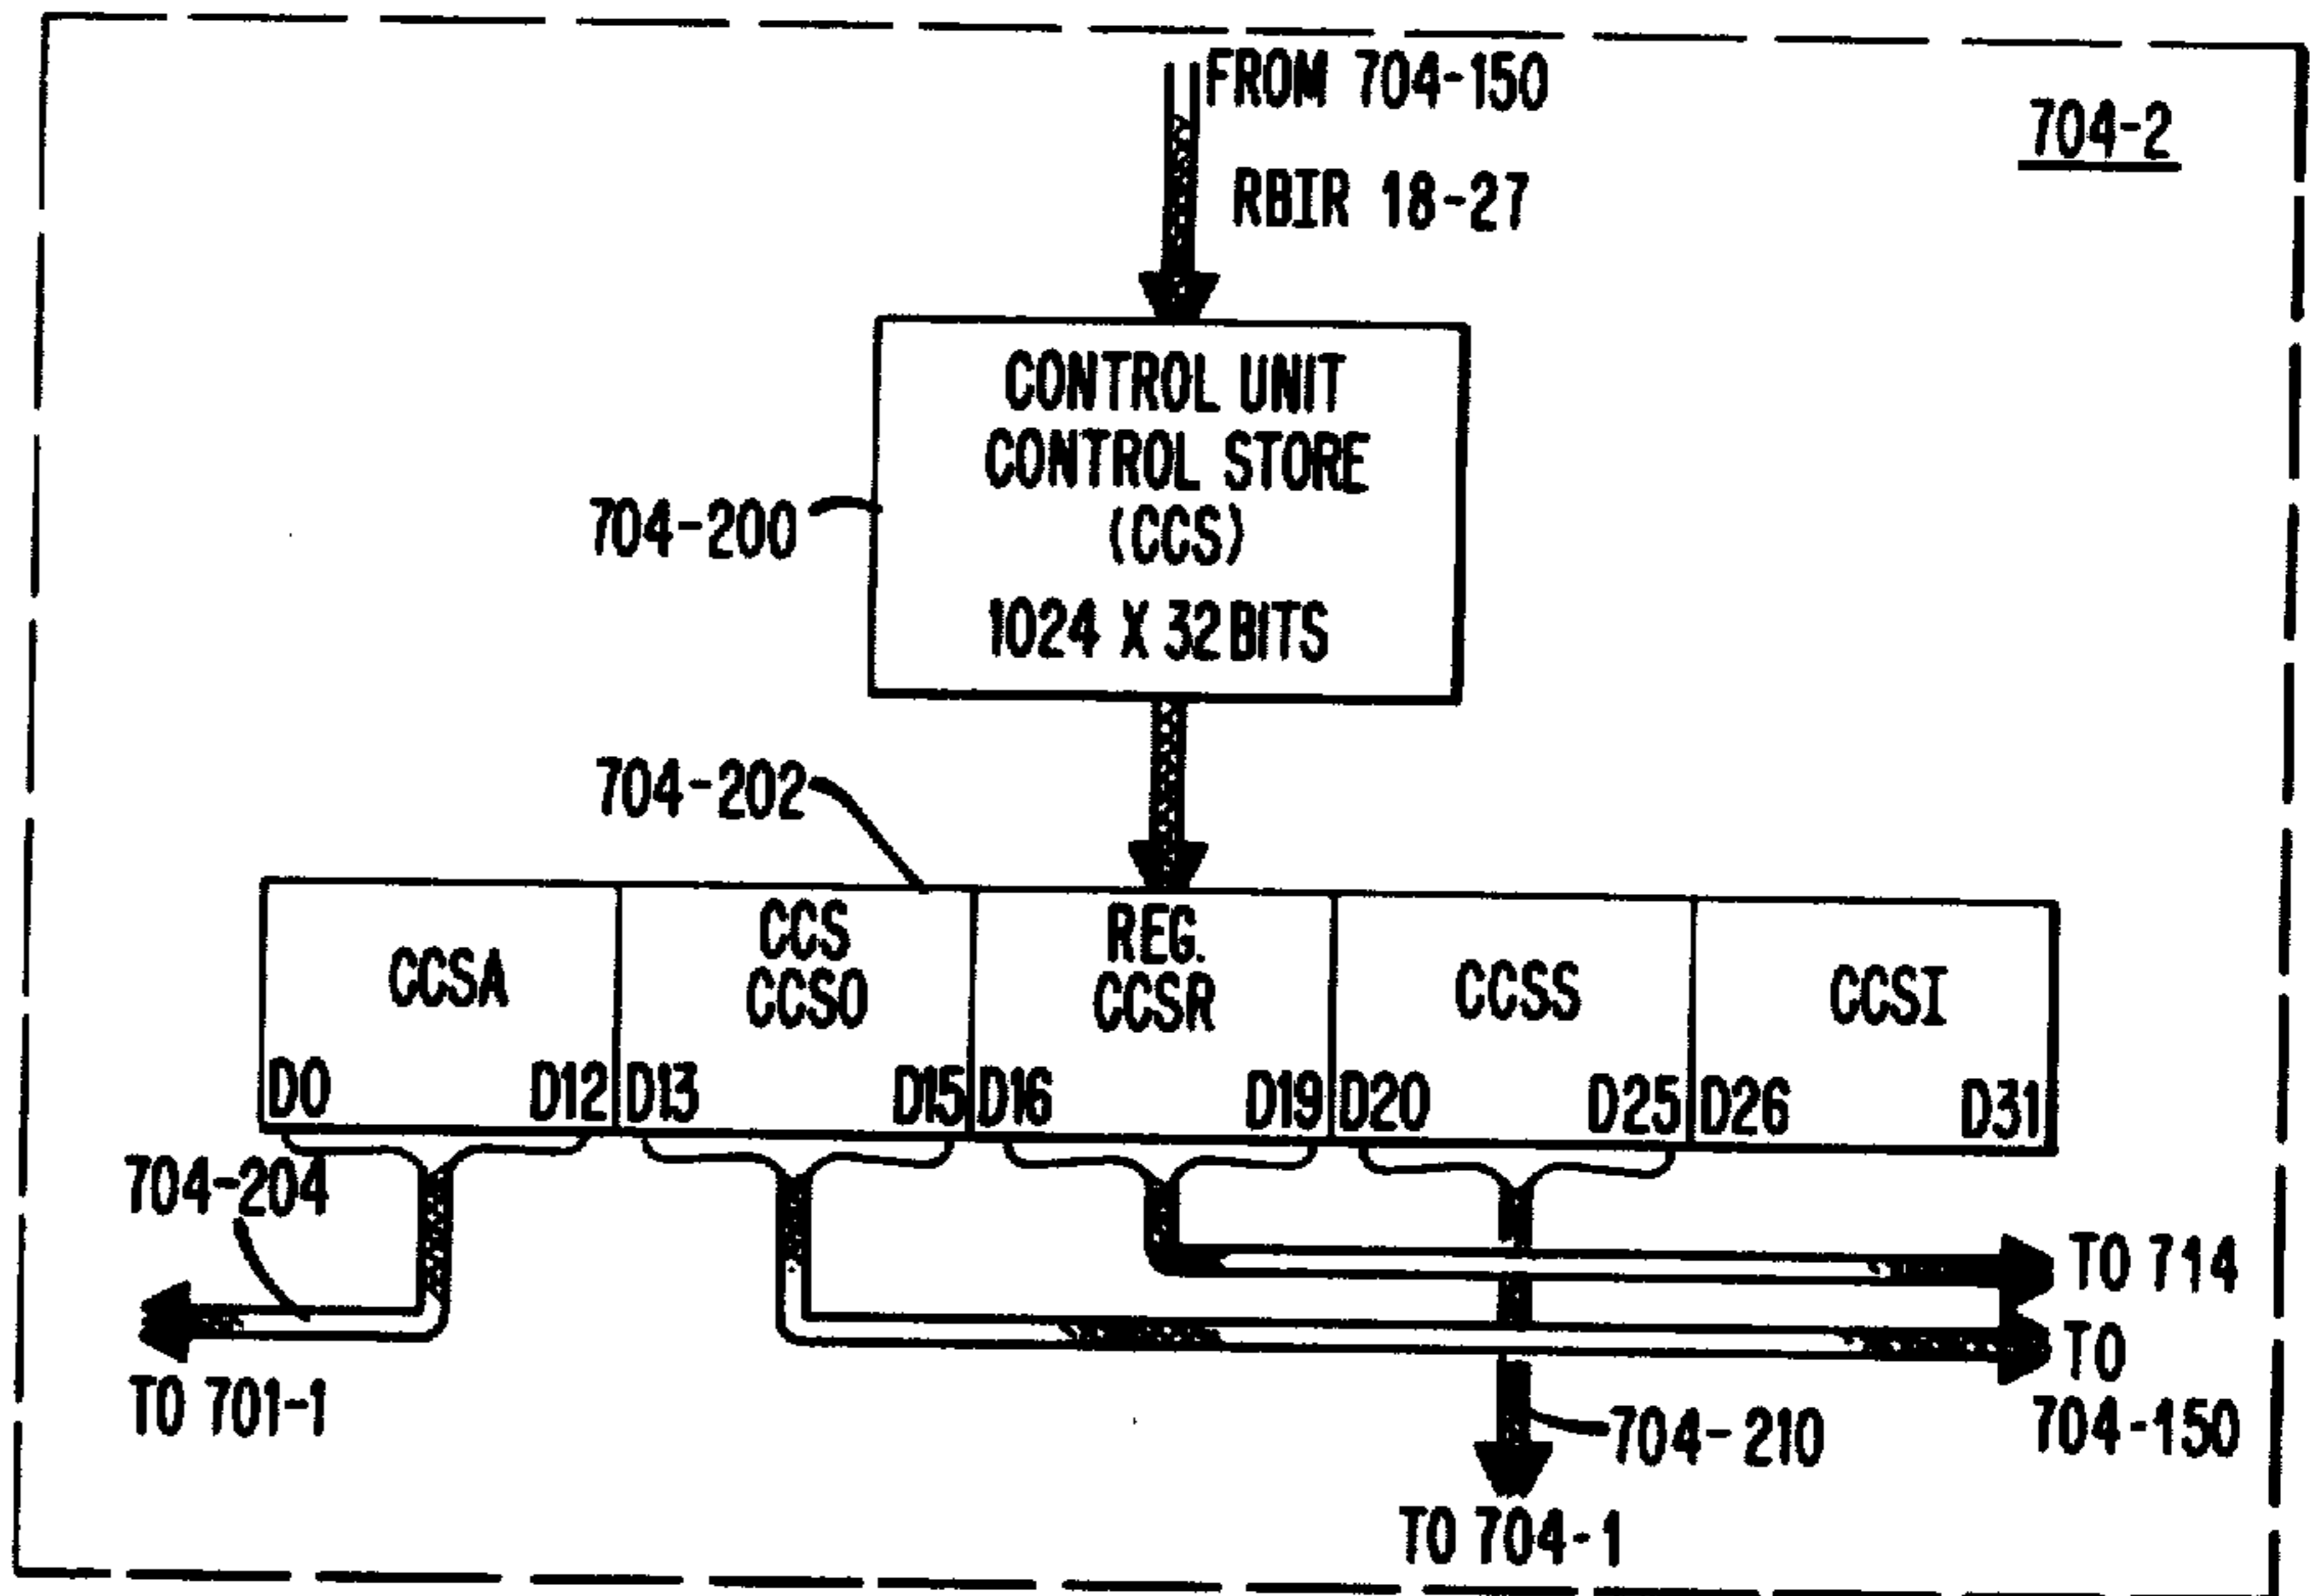 FROM 704-150
704-2
RBIR 18-27
CONTROL UNIT
CONTROL STORE
(CCS)
704-200
1024 X 32 BITS
704-202
CCS
REG.
CCSA
CCSO
CCSR
CCSS
CCSI
D0
D12
D13
D15
D16
D19
D20
D25
D26
D31
704-204
TO 714
TO 701-1
TO
704-150
704-210
TO 704-1